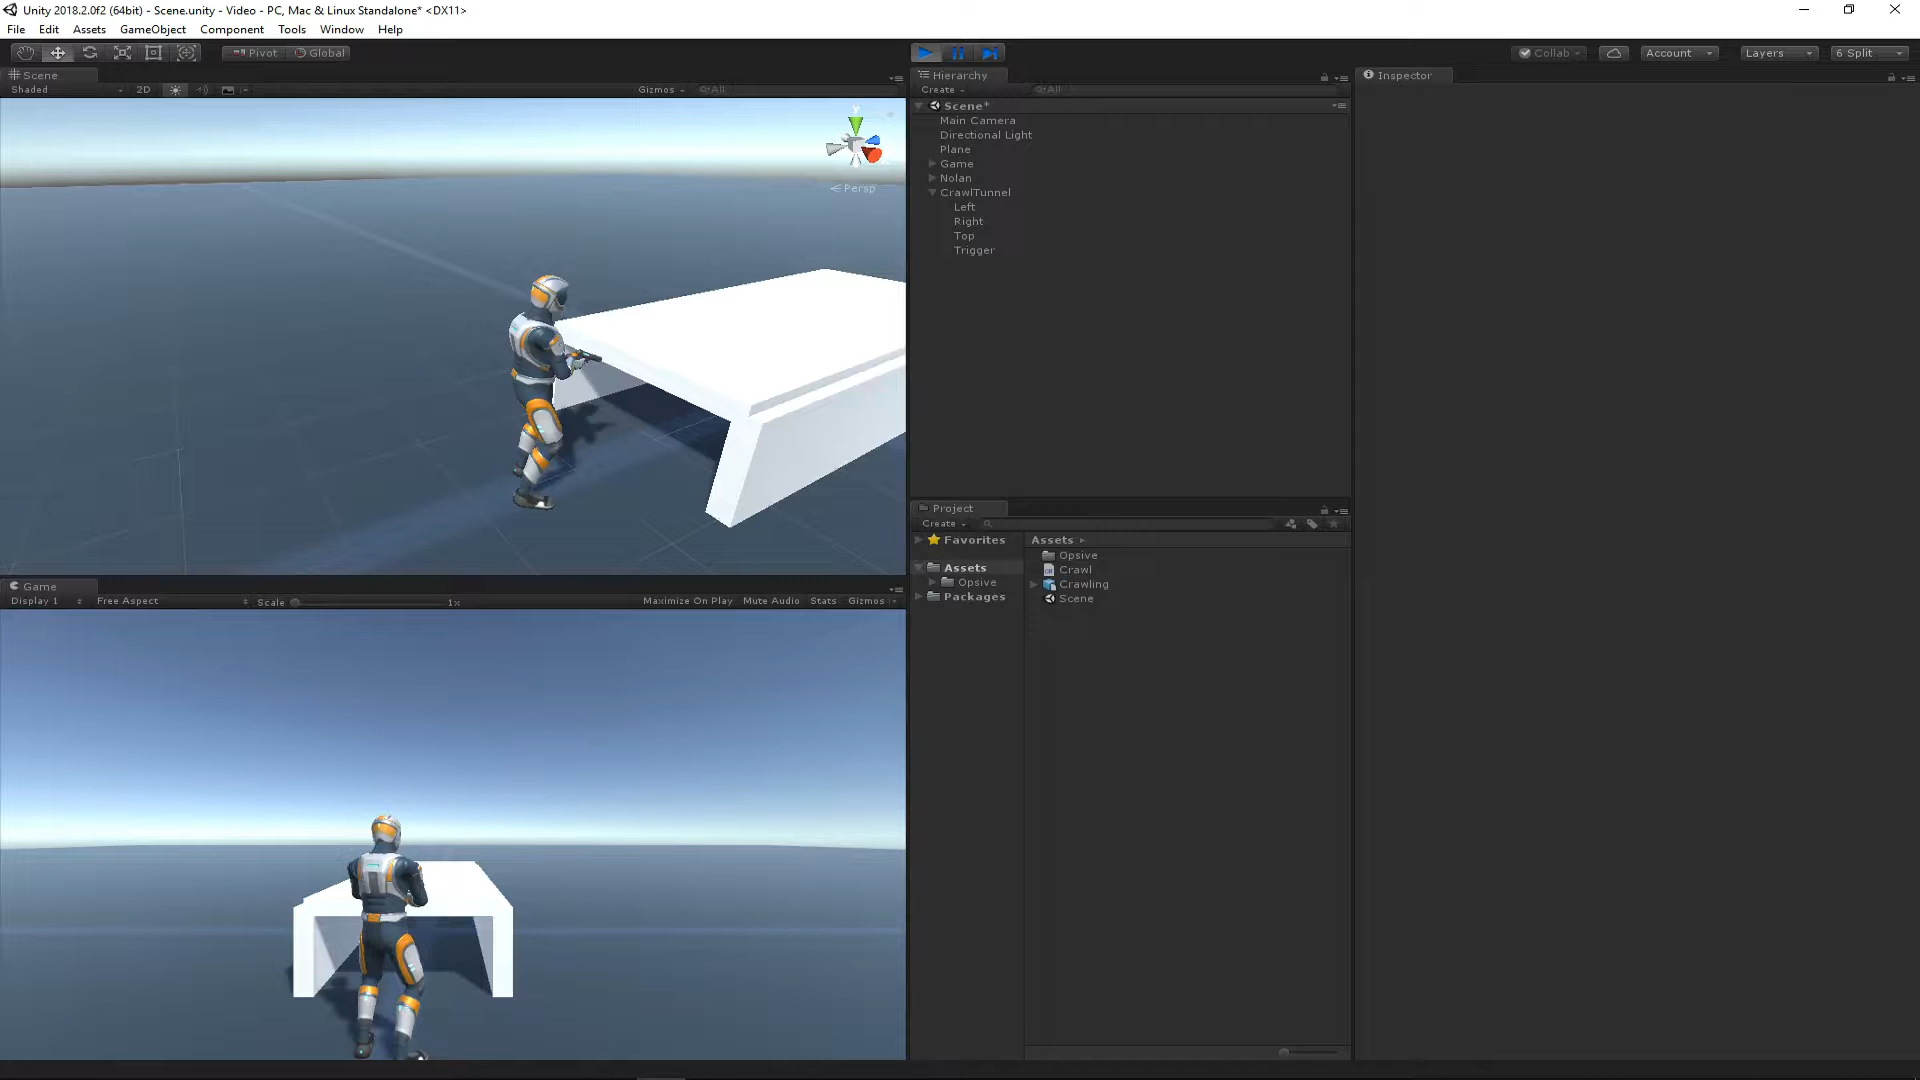 Unity 2018.2.0f2 (64bit) - Scene.unity - Video - PC, Mac & Linux Standalone* <DX11>
File Edit Assets GameObject Component Tools Window Help
Pivot Global Collab Account Layers 6 Split
Scene
Shaded 2D Gizmos All
Y
Persp
Hierarchy
Create All
Scene*
Main Camera
Directional Light
Plane
Game
Nolan
CrawlTunnel
Left
Right
Top
Trigger
Inspector
Project
Create
Favorites
Assets
Opsive
Packages
Assets
Opsive
Crawl
Crawling
Scene
Game
Display 1 Free Aspect Scale 1x Maximize On Play Mute Audio Stats Gizmos